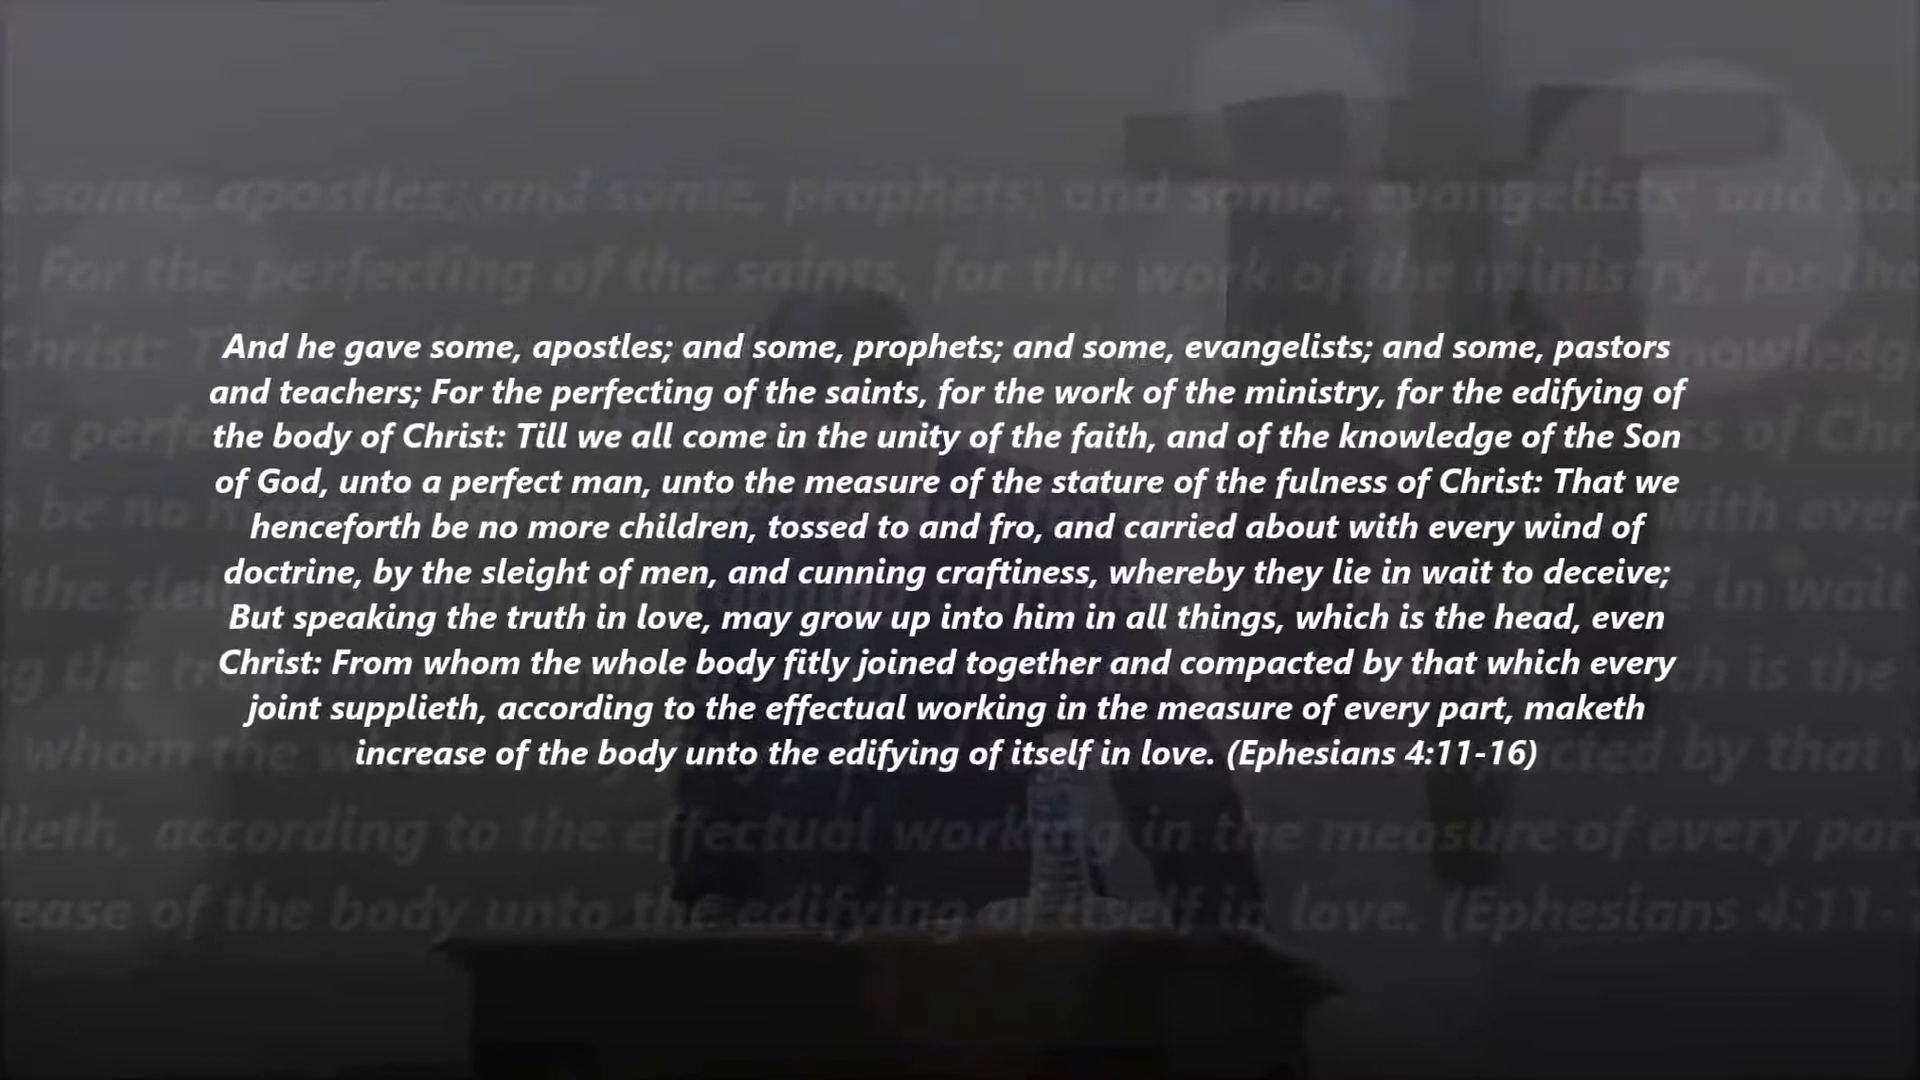 And he gave some, apostles; and some, prophets; and some, evangelists; and some, pastors
and teachers; For the perfecting of the saints, for the work of the ministry, for the edifying of
the body of Christ: Till we all come in the unity of the faith, and of the knowledge of the Son
of God, unto a perfect man, unto the measure of the stature of the fulness of Christ: That we
henceforth be no more children, tossed to and fro, and carried about with every wind of
doctrine, by the sleight of men, and cunning craftiness, whereby they lie in wait to deceive;
But speaking the truth in love, may grow up into him in all things, which is the head, even
Christ: From whom the whole body fitly joined together and compacted by that which every
joint supplieth, according to the effectual working in the measure of every part, maketh
increase of the body unto the edifying of itself in love. (Ephesians 4:11-16)